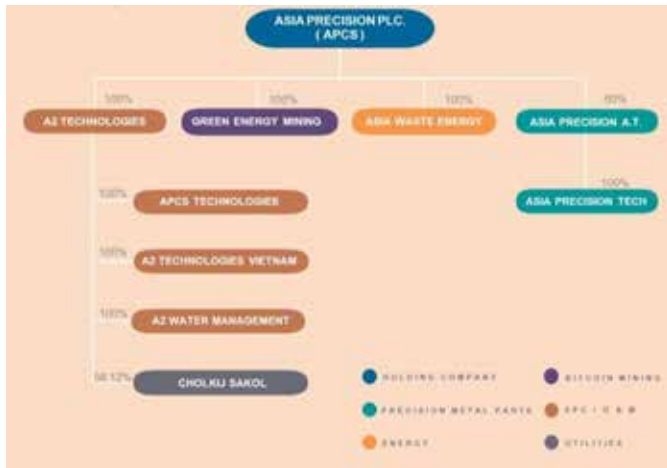 ASIA PRECISION PLC.
( APCS )
100%
100%
100%
A2 TECHNOLOGIES
GREEN ENERGY MINING
ASIA WASTE ENERGY
ASIA PRECISION A.T.
100%
APCS TECHNOLOGIES
100%
ASIA PRECISION TECH
100%
A2 TECHNOLOGIES VIETNAM
100%
A2 WATER MANAGEMENT
CHOLKIJ SAKOL
HOLDING COMPANY
BITCOIN MINING
PRECISION METAL PARTS
EPC / O & M
ENERGY
UTILITIES